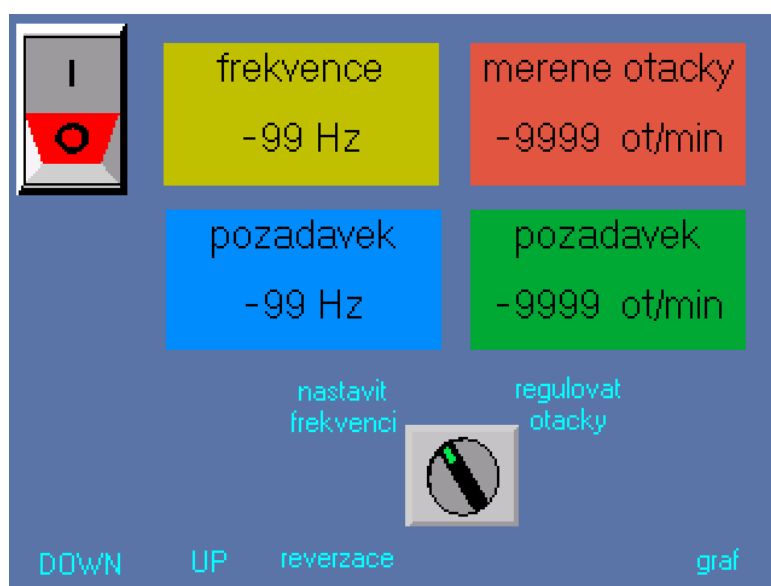 I
O
frekvence
-99 Hz
merene otacky
-9999 ot/min
pozadavek
-99 Hz
pozadavek
-9999 ot/min
nastavit
frekvenci
regulovat
otacky
DOWN
UP
reverzace
graf